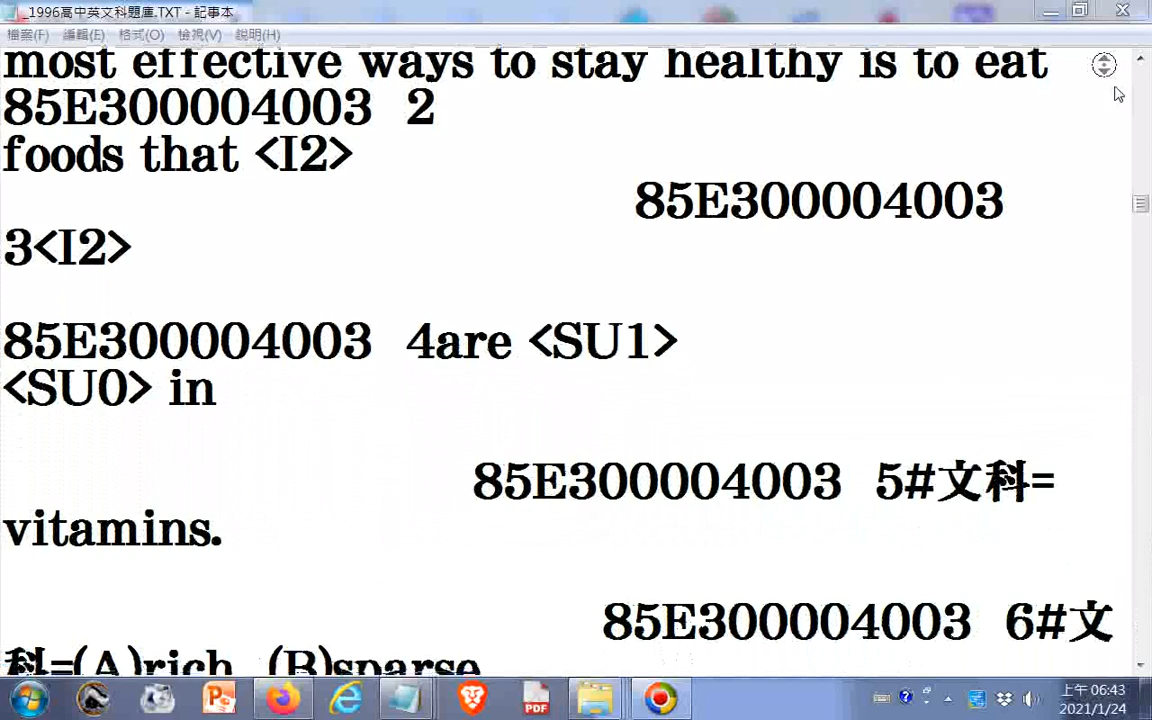 _1996高中英文科題庫.TXT - 記事本
檔案(F) 編輯(E) 格式(O) 檢視(V) 說明(H)
most effective ways to stay healthy is to eat
85E300004003 2
foods that <I2>
85E300004003
3<I2>
85E300004003 4are <SU1>
<SU0> in
85E300004003 5#文科=
vitamins.
85E300004003 6#文
科=(A)rich (B)sparse
PDF
上午 06:43
2021/1/24